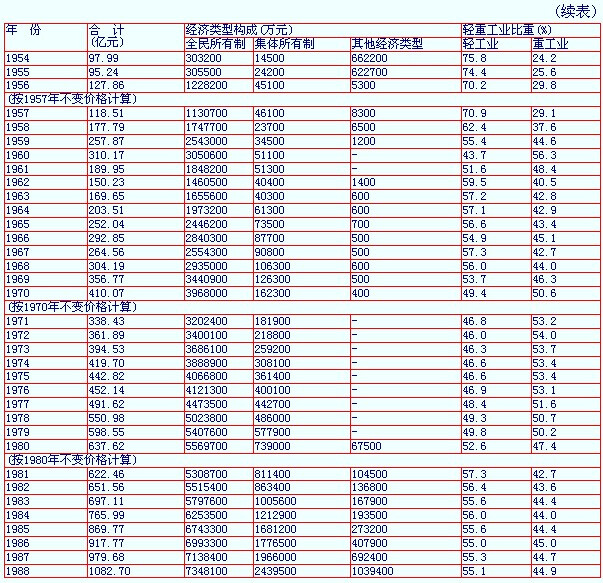 (续表)
年 份 合 计 (亿元) 经济类型构成(万元) 轻重工业比重(%)
全民所有制 集体所有制 其他经济类型 轻工业 重工业
1954 97.99 303200 14500 662200 75.8 24.2
1955 95.24 305500 24200 622700 74.4 25.6
1956 127.86 1228200 45100 5300 70.2 29.8
(按1957年不变价格计算)
1957 118.51 1130700 46100 8300 70.9 29.1
1958 177.79 1747700 23700 6500 62.4 37.6
1959 257.87 2543000 34500 1200 55.4 44.6
1960 310.17 3050600 51100 - 43.7 56.3
1961 189.95 1848200 51300 - 51.6 48.4
1962 150.23 1460500 40400 1400 59.5 40.5
1963 169.65 1655600 40300 600 57.2 42.8
1964 203.51 1973200 61300 600 57.1 42.9
1965 252.04 2446200 73500 700 56.6 43.4
1966 292.85 2840300 87700 500 54.9 45.1
1967 264.56 2554300 90800 500 57.3 42.7
1968 304.19 2935000 106300 600 56.0 44.0
1969 356.77 3440900 126300 500 53.7 46.3
1970 410.07 3968000 162300 400 49.4 50.6
(按1970年不变价格计算)
1971 338.43 3202400 181900 - 46.8 53.2
1972 361.89 3400100 218800 - 46.0 54.0
1973 394.53 3686100 259200 - 46.3 53.7
1974 419.70 3888900 308100 - 46.6 53.4
1975 442.82 4066800 361400 - 46.6 53.4
1976 452.14 4121300 400100 - 46.9 53.1
1977 491.62 4473500 442700 - 48.4 51.6
1978 550.98 5023800 486000 - 49.3 50.7
1979 598.55 5407600 577900 - 49.8 50.2
1980 637.62 5569700 739000 67500 52.6 47.4
(按1980年不变价格计算)
1981 622.46 5308700 811400 104500 57.3 42.7
1982 651.56 5515400 863400 136800 56.4 43.6
1983 697.11 5797600 1005600 167900 55.6 44.4
1984 765.99 6253500 1212900 193500 56.0 44.0
1985 869.77 6743300 1681200 273200 55.6 44.4
1986 917.77 6993300 1776500 407900 55.0 45.0
1987 979.68 7138400 1966000 692400 55.3 44.7
1988 1082.70 7348100 2439500 1039400 55.1 44.9